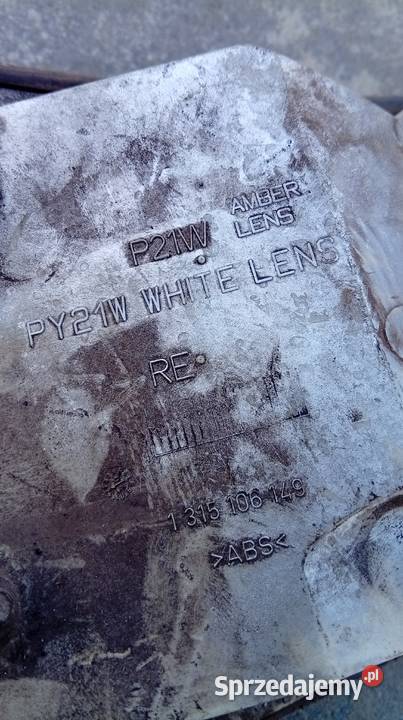 P21W AMBER LENS
PY21W WHITE LENS
RE
1 315 106 149
>ABS<
Sprzedajemy.pl